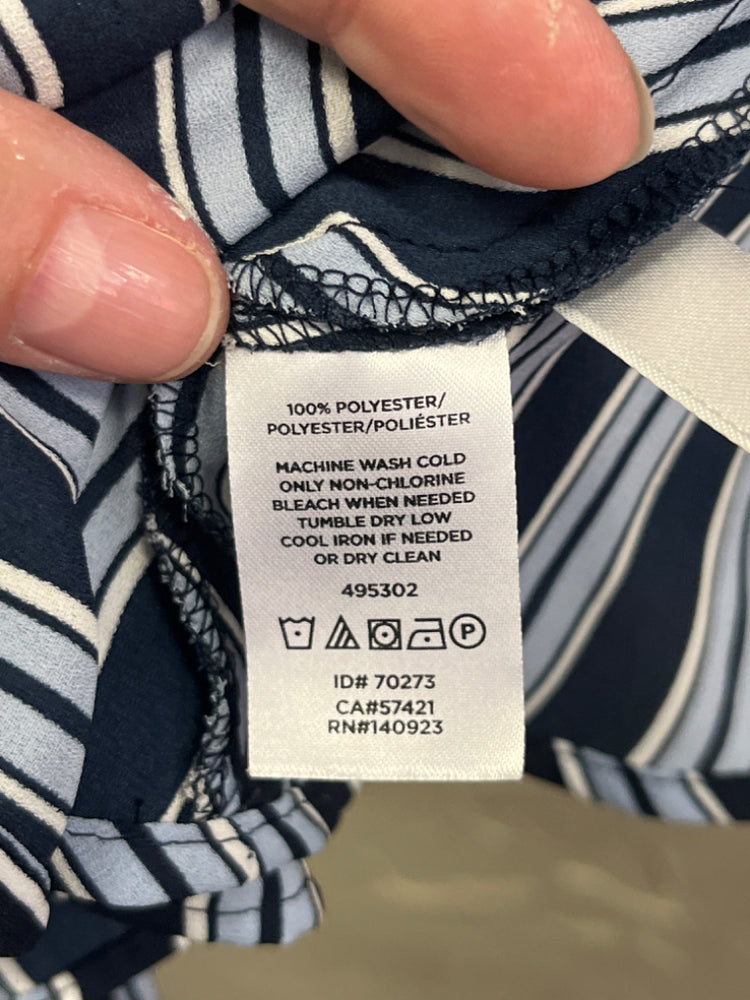 100% POLYESTER/
POLYESTER/POLIÉSTER
MACHINE WASH COLD
ONLY NON-CHLORINE
BLEACH WHEN NEEDED
TUMBLE DRY LOW
COOL IRON IF NEEDED
OR DRY CLEAN
495302
P
ID# 70273
CA#57421
RN#140923